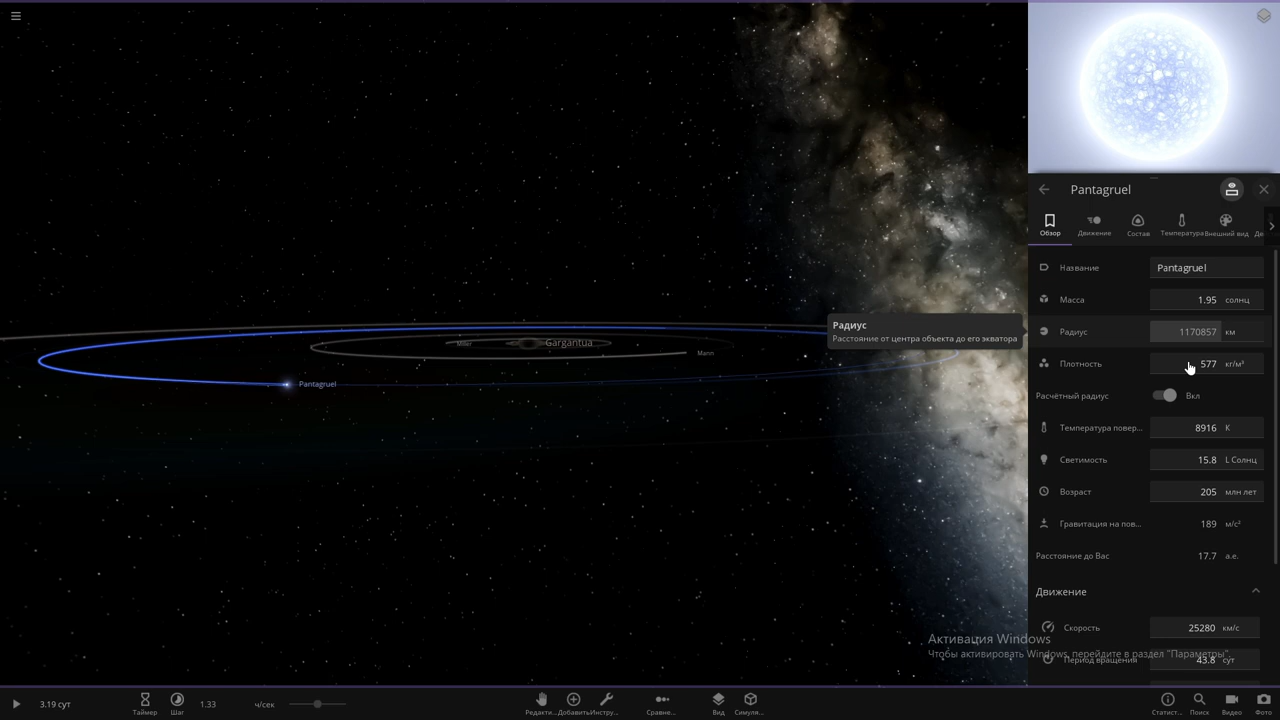 Pantagruel
Обзор
Движение
Состав
Температура
Внешний вид
Де
Название
Pantagruel
Масса
1.95 солнц
Радиус
1170857 км
Радиус
Расстояние от центра объекта до его экватора
Miller
Gargantua
Mann
Pantagruel
Плотность
577 кг/м³
Расчётный радиус
Вкл
Температура повер...
8916 K
Светимость
15.8 L Солнц
Возраст
205 млн лет
Гравитация на пов...
189 м/с²
Расстояние до Вас
17.7 а.е.
Движение
Скорость
25280 км/с
Активация Windows
Чтобы активировать Windows, перейдите в раздел "Параметры".
Период вращения
43.8 сут
3.19 сут
Таймер
Шаг
1.33 ч/сек
Редакти...
Добавить
Инстру...
Сравне...
Вид
Симуля...
Статист...
Поиск
Видео
Фото